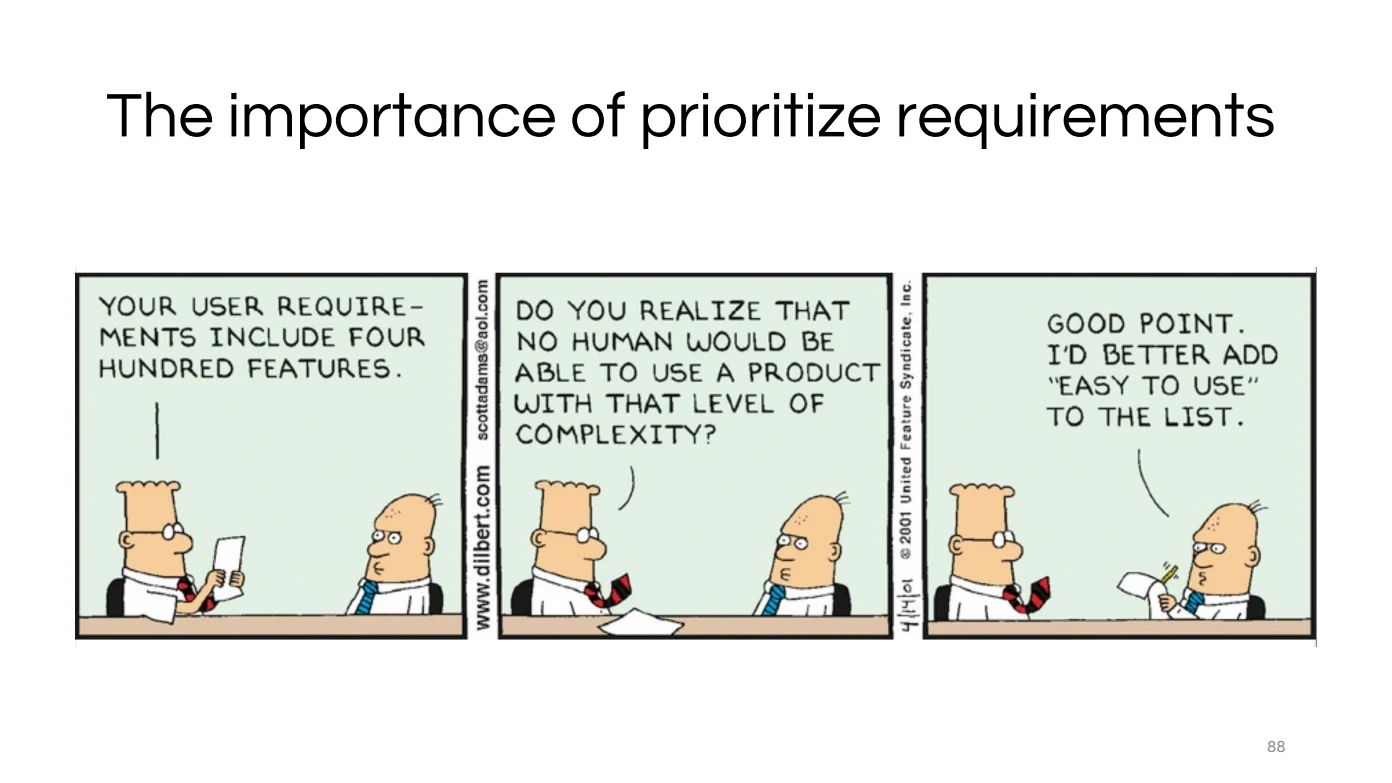 The importance of prioritize requirements
YOUR USER REQUIRE-
MENTS INCLUDE FOUR
HUNDRED FEATURES.
www.dilbert.com scottadams@aol.com
DO YOU REALIZE THAT
NO HUMAN WOULD BE
ABLE TO USE A PRODUCT
WITH THAT LEVEL OF
COMPLEXITY?
4/14/01 © 2001 United Feature Syndicate, Inc.
GOOD POINT.
I'D BETTER ADD
"EASY TO USE"
TO THE LIST.
88